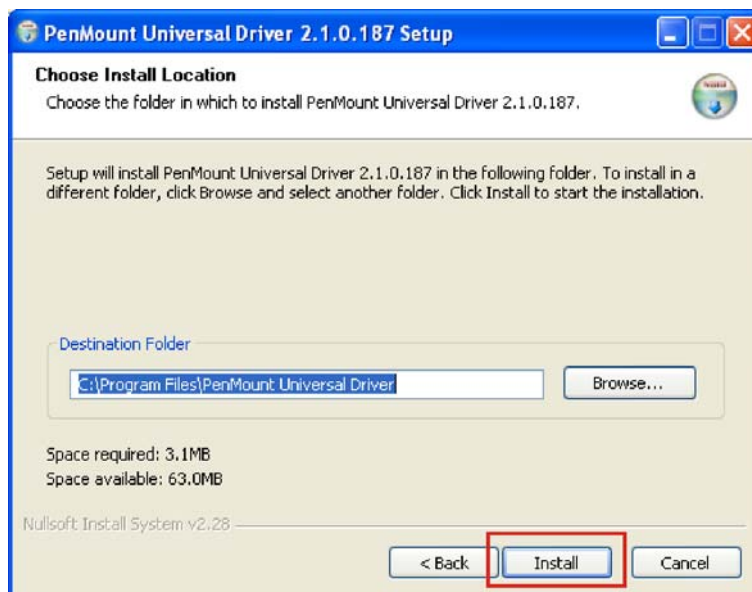 PenMount Universal Driver 2.1.0.187 Setup
Choose Install Location
Choose the folder in which to install PenMount Universal Driver 2.1.0.187.
Setup will install PenMount Universal Driver 2.1.0.187 in the following folder. To install in a
different folder, click Browse and select another folder. Click Install to start the installation.
Destination Folder
C:\Program Files\PenMount Universal Driver
Browse...
Space required: 3.1MB
Space available: 63.0MB
Nullsoft Install System v2.28
< Back
Install
Cancel